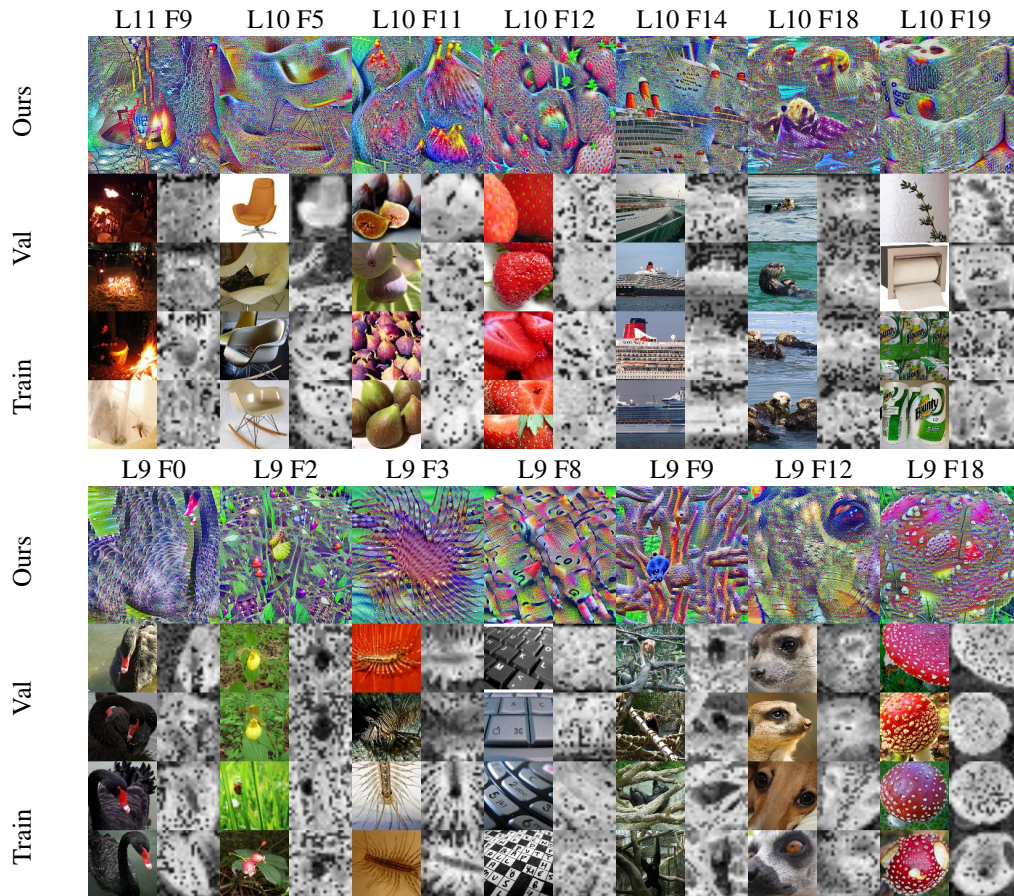 L11 F9 L10 F5 L10 F11 L10 F12 L10 F14 L10 F18 L10 F19
Ours
Val
Train
Bounty
L9 F0 L9 F2 L9 F3 L9 F8 L9 F9 L9 F12 L9 F18
Ours
Val
Train